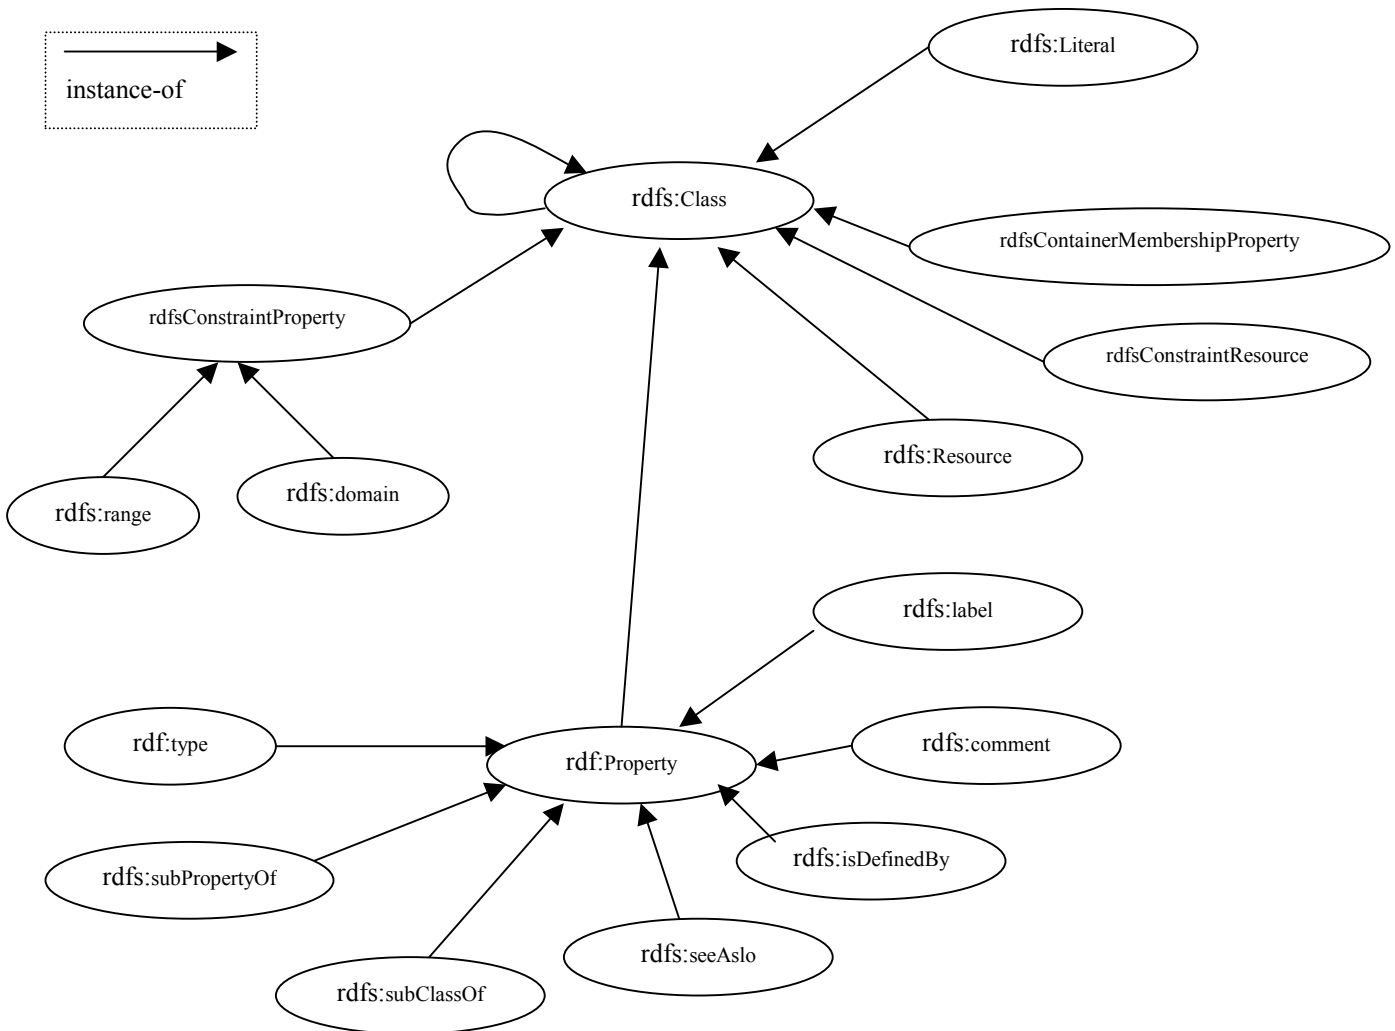 instance-of
rdfs:Literal
rdfs:Class
rdfsContainerMembershipProperty
rdfsConstraintProperty
rdfsConstraintResource
rdfs:Resource
rdfs:range
rdfs:domain
rdfs:label
rdf:type
rdf:Property
rdfs:comment
rdfs:subPropertyOf
rdfs:isDefinedBy
rdfs:seeAslo
rdfs:subClassOf